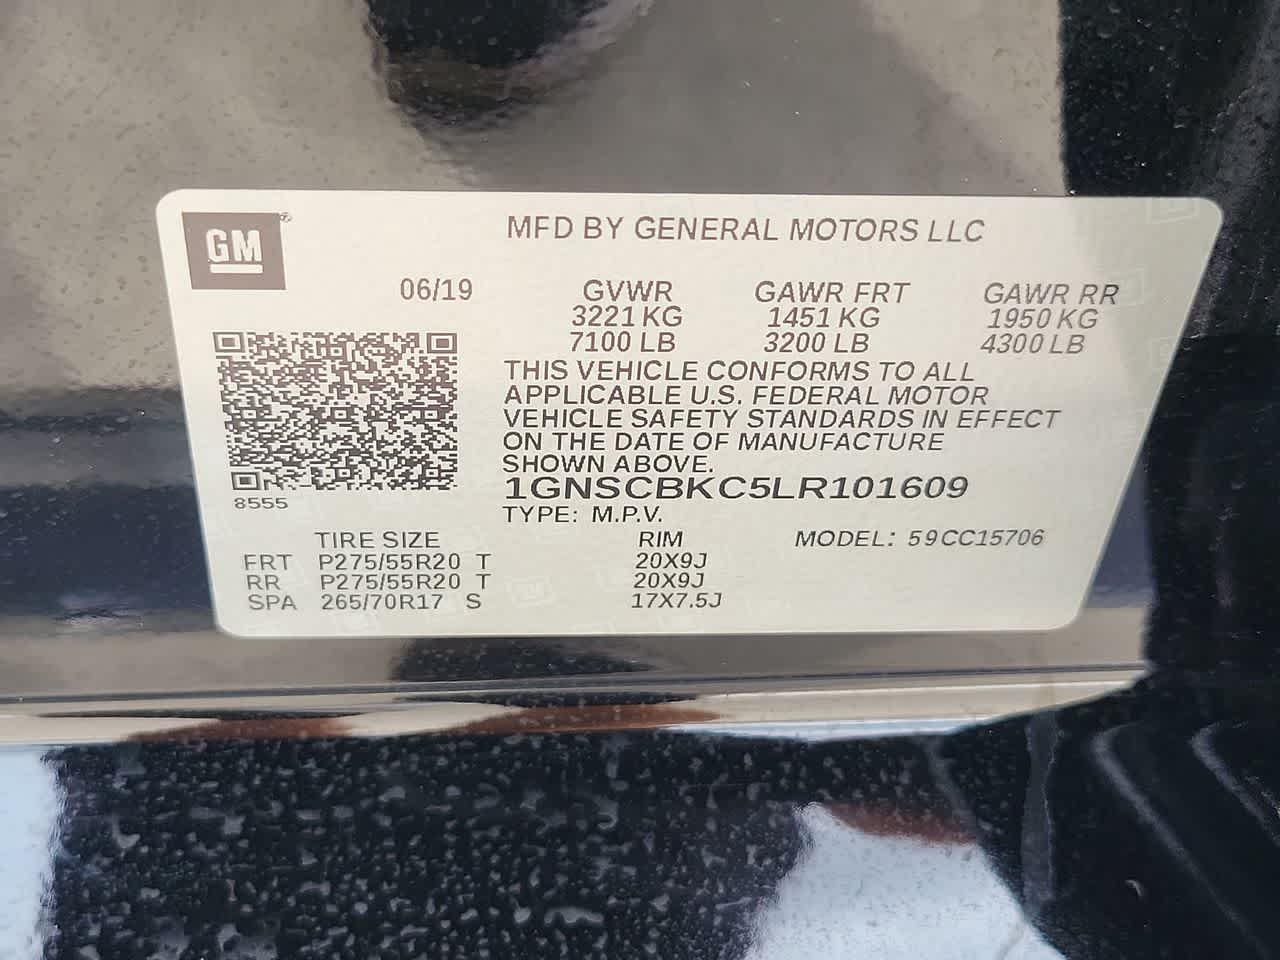 GM®
MFD BY GENERAL MOTORS LLC
06/19 GVWR GAWR FRT GAWR RR
3221 KG 1451 KG 1950 KG
7100 LB 3200 LB 4300 LB
THIS VEHICLE CONFORMS TO ALL
APPLICABLE U.S. FEDERAL MOTOR
VEHICLE SAFETY STANDARDS IN EFFECT
ON THE DATE OF MANUFACTURE
SHOWN ABOVE.
1GNSCBKC5LR101609
8555
TYPE: M.P.V.
TIRE SIZE RIM MODEL: 59CC15706
FRT P275/55R20 T 20X9J
RR P275/55R20 T 20X9J
SPA 265/70R17 S 17X7.5J